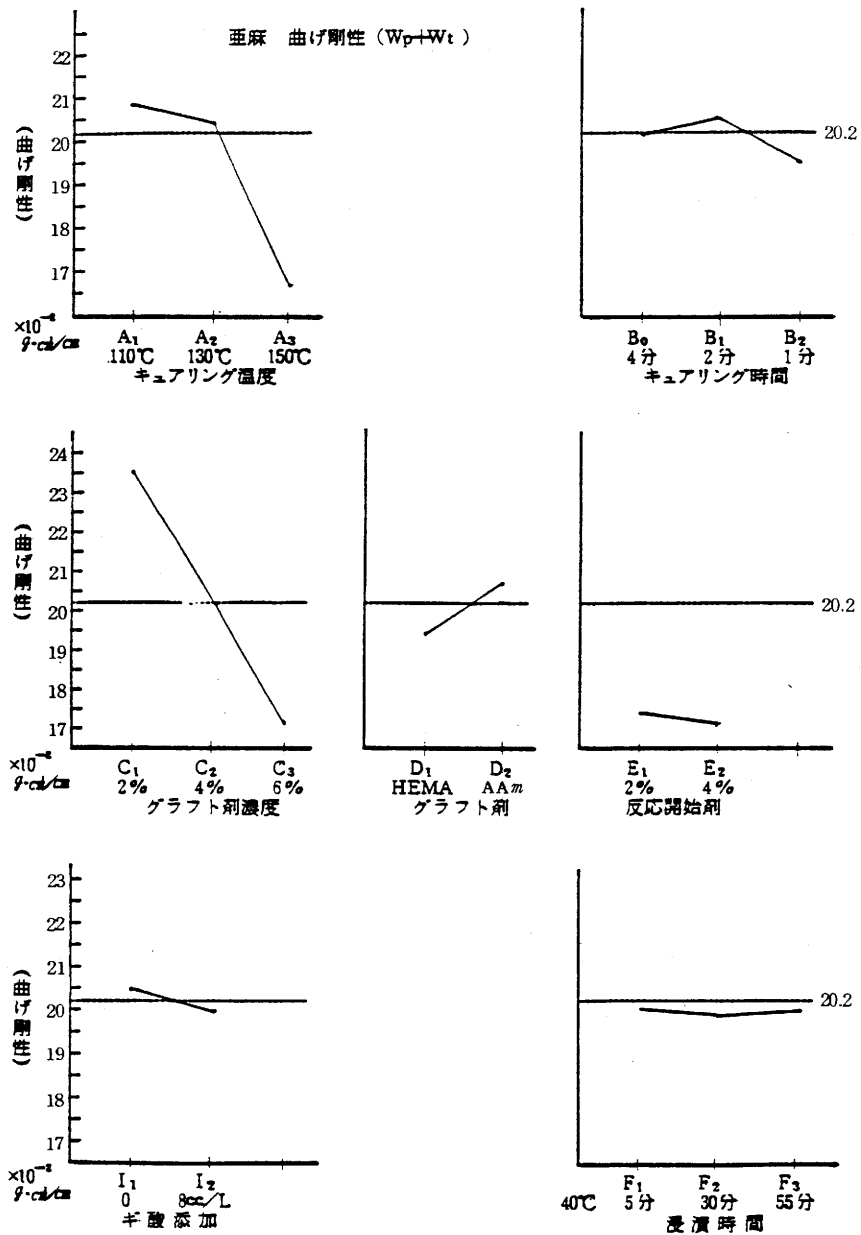 亜麻 曲げ剛性 (Wp+Wt)
22
21
20
19
18
17
(曲げ剛性)
×10⁻²
g·cm²/cm
A₁ A₂ A₃
110℃ 130℃ 150℃
キュアリング温度
20.2
B₀ B₁ B₂
4分 2分 1分
キュアリング時間
24
23
22
21
20
19
18
17
(曲げ剛性)
×10⁻²
g·cm²/cm
C₁ C₂ C₃
2% 4% 6%
グラフト剤濃度
D₁ D₂
HEMA AAm
グラフト剤
20.2
E₁ E₂
2% 4%
反応開始剤
23
22
21
20
19
18
17
(曲げ剛性)
×10⁻²
g·cm²/cm
I₁ I₂
0 8cc/L
ギ酸添加
20.2
F₁ F₂ F₃
40℃ 5分 30分 55分
浸漬時間